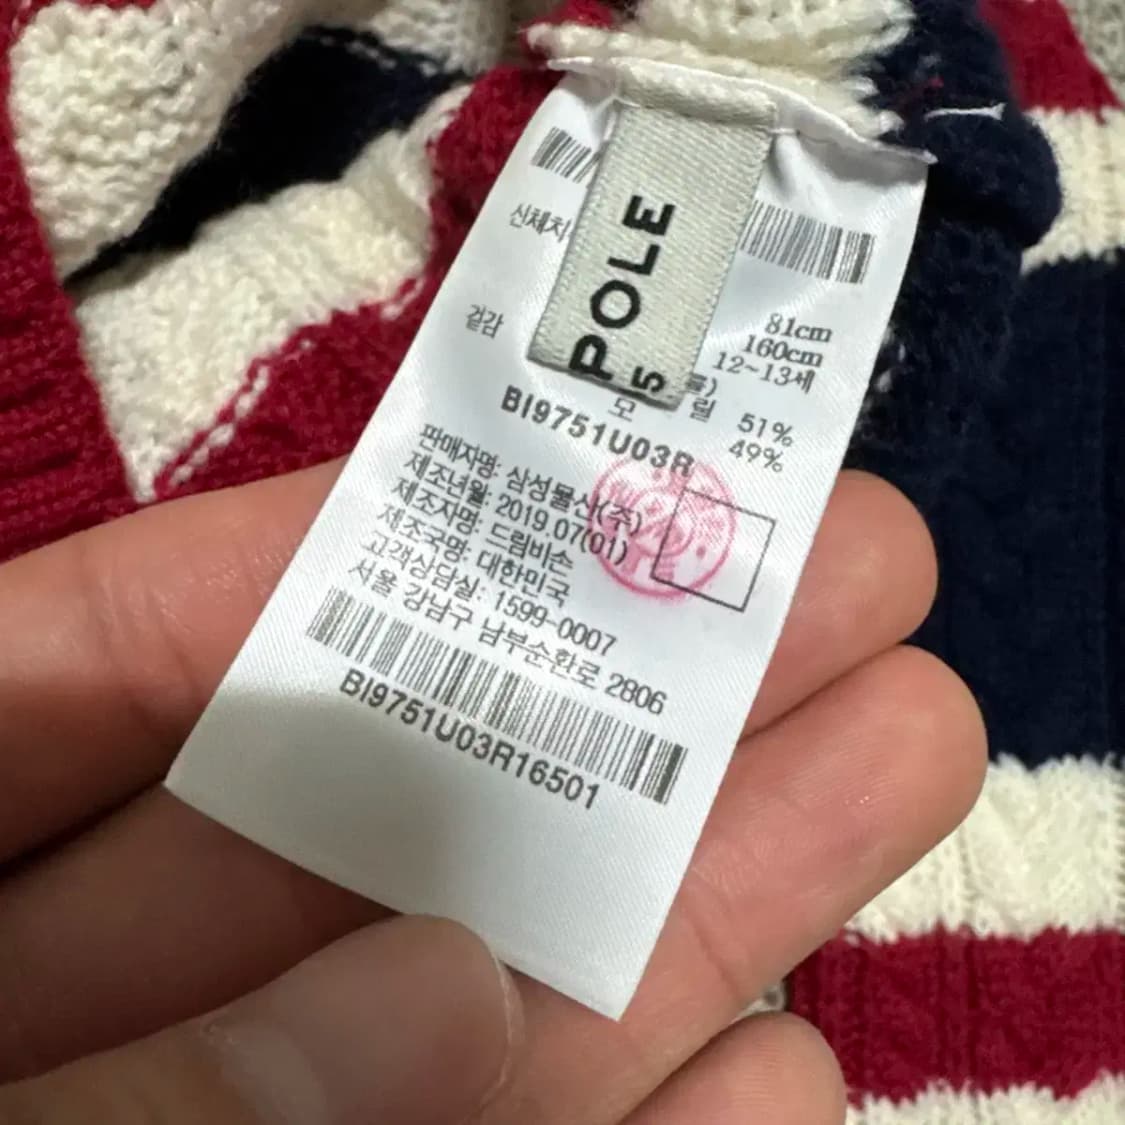 POLE
5
신체치
81cm
160cm
12~13세
겉감
모 51%
릴 49%
BI9751U03R
판매자명: 삼성물산(주)
제조년월: 2019.07(01)
제조자명: 드림비손
제조국명: 대한민국
고객상담실: 1599-0007
서울 강남구 남부순환로 2806
BI9751U03R16501